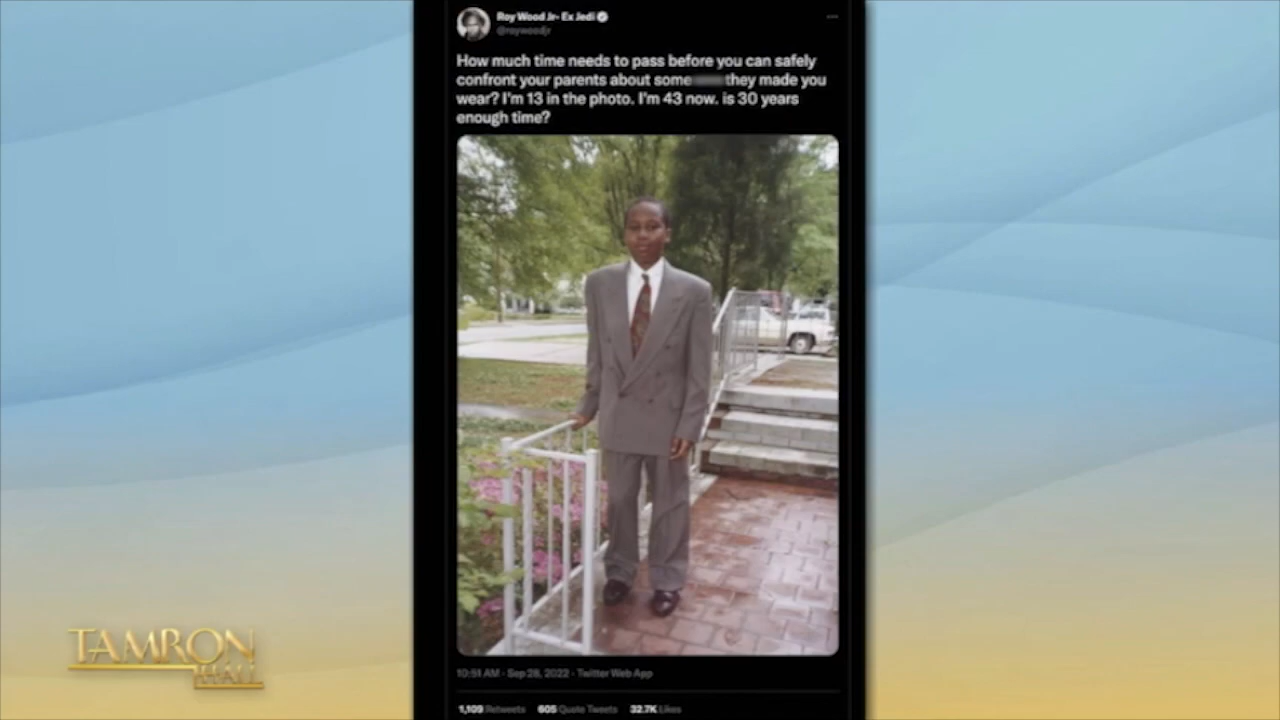 Roy Wood Jr- Ex Jedi
@roywoodjr
How much time needs to pass before you can safely
confront your parents about some they made you
wear? I'm 13 in the photo. I'm 43 now. is 30 years
enough time?
10:51 AM · Sep 28, 2022 · Twitter Web App
1,109 Retweets 605 Quote Tweets 32.7K Likes
TAMRON
HALL